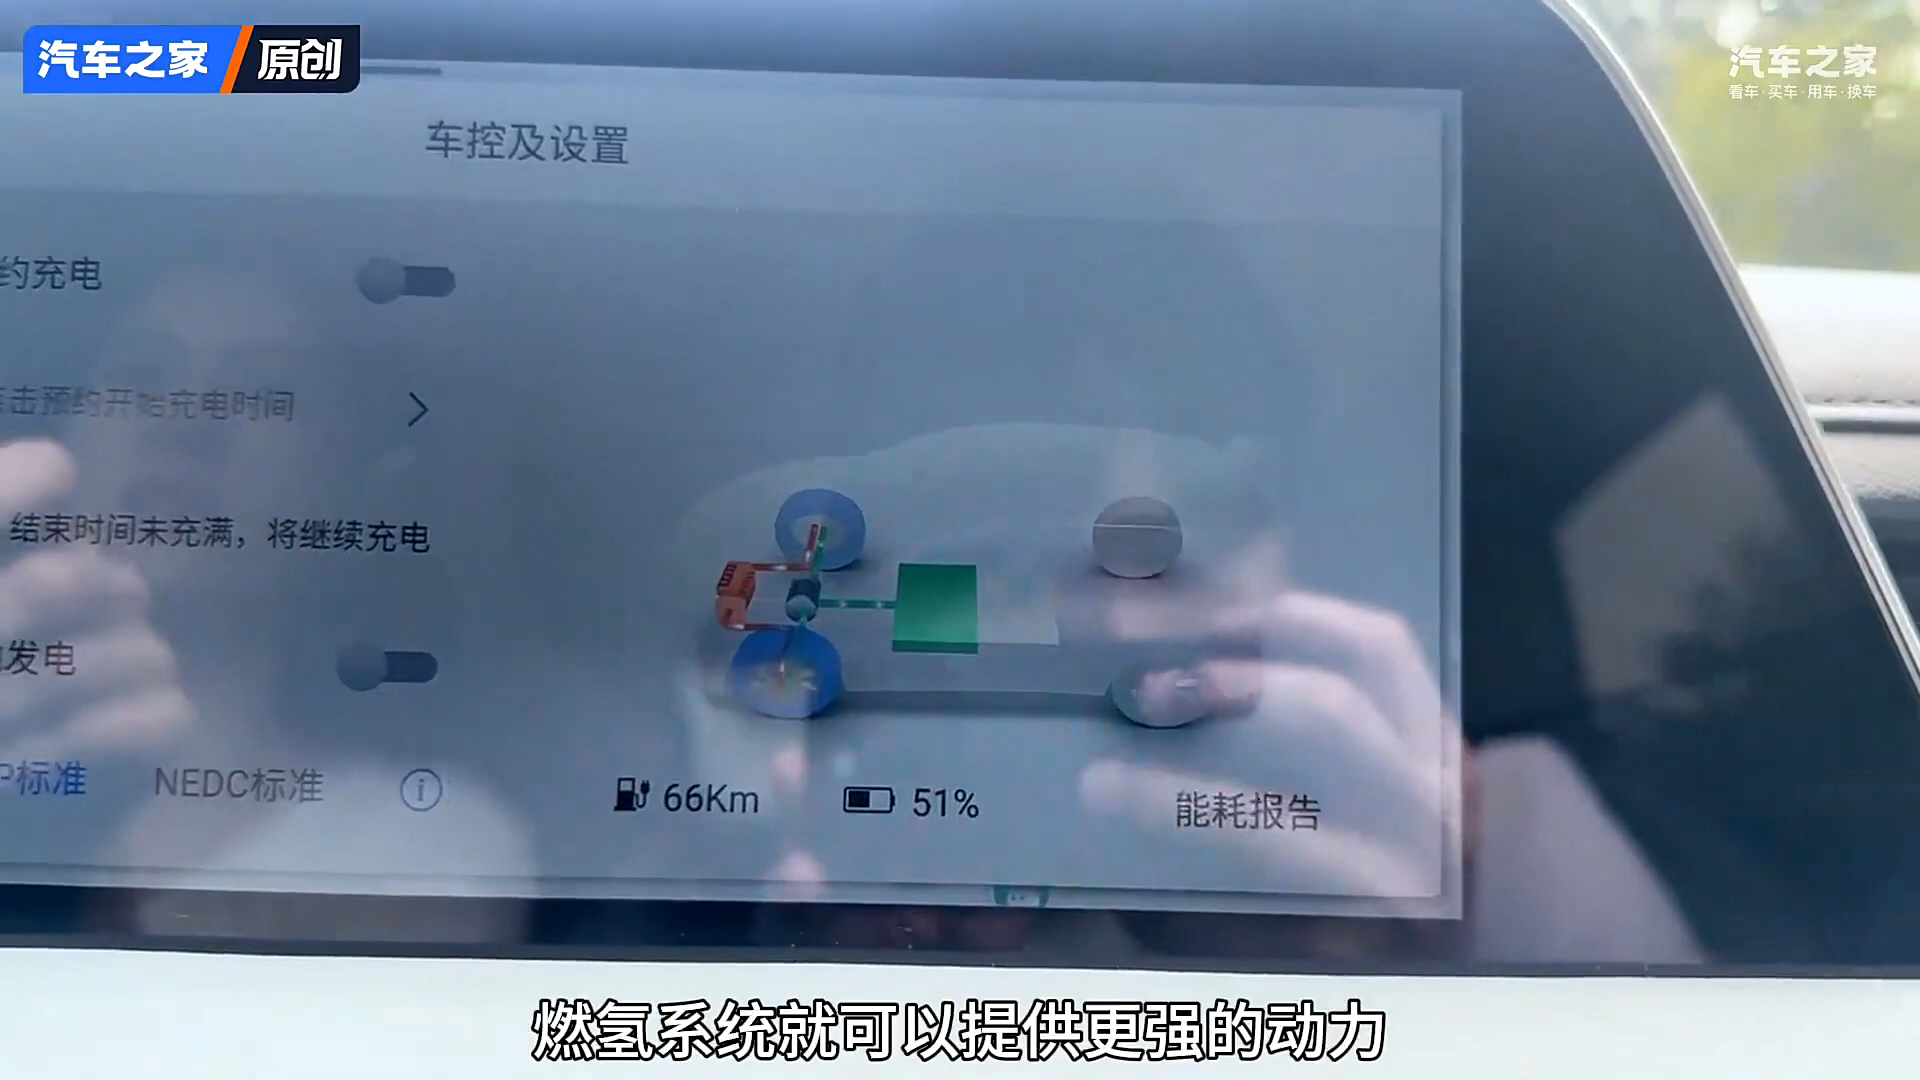 汽车之家 原创
汽车之家
看车·买车·用车·换车
车控及设置
约充电
击预约开始充电时间
结束时间未充满，将继续充电
发电
P标准 NEDC标准
66Km 51% 能耗报告
燃氢系统就可以提供更强的动力